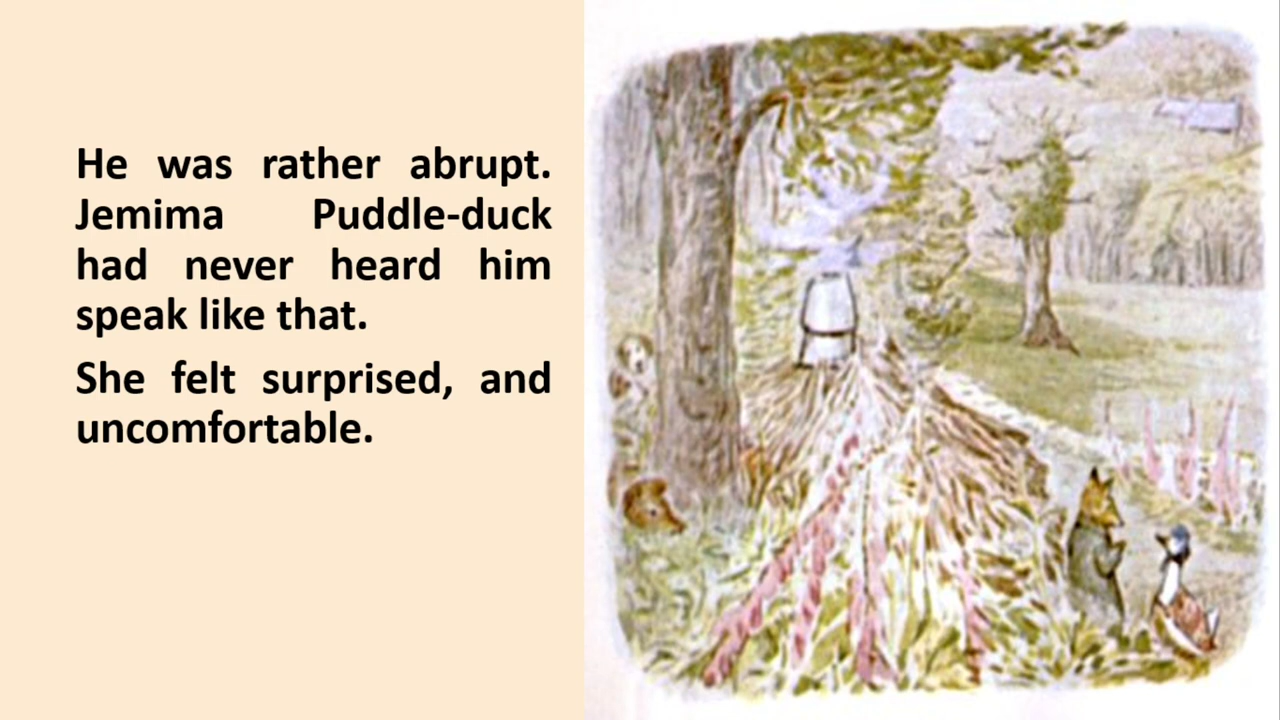 He was rather abrupt.
Jemima Puddle-duck
had never heard him
speak like that.
She felt surprised, and
uncomfortable.